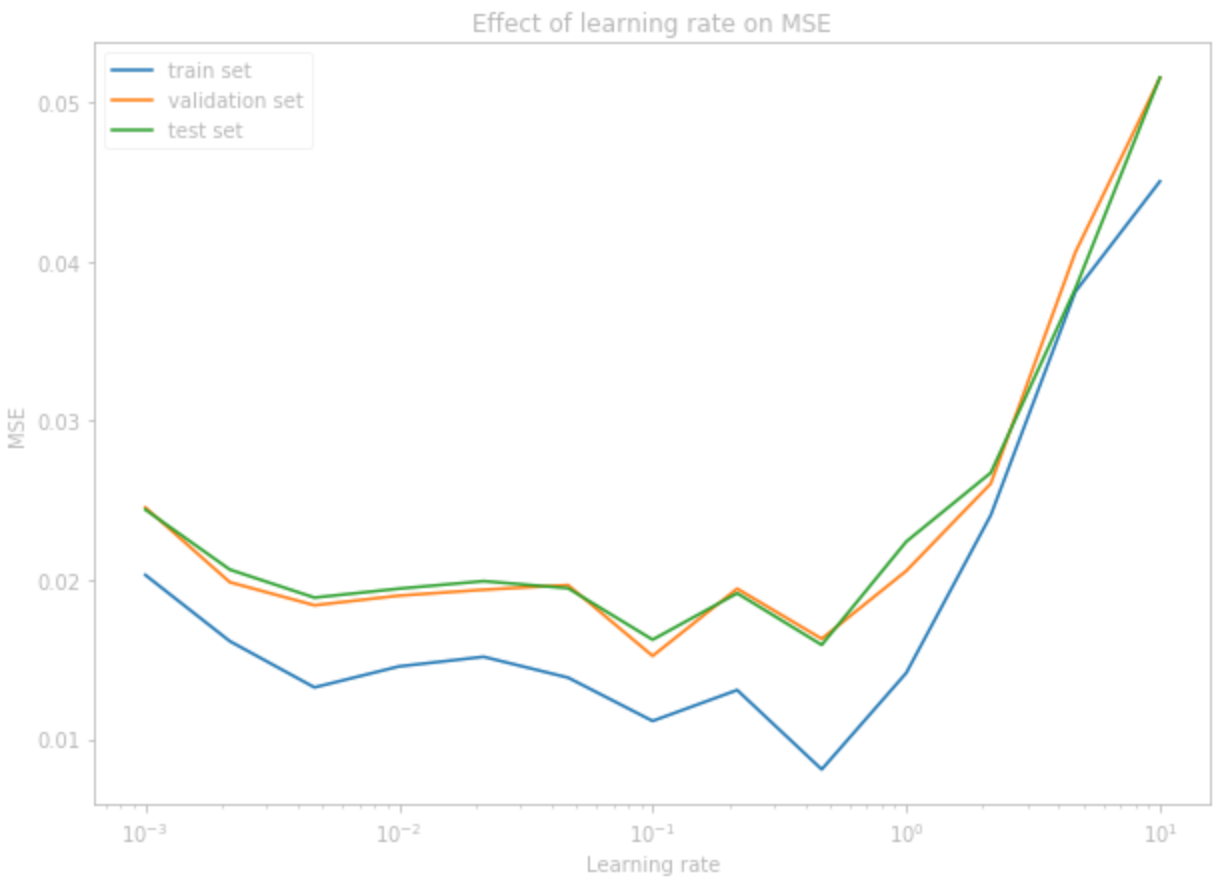 Effect of learning rate on MSE
train set
validation set
test set
0.05
0.04
0.03
0.02
0.01
MSE
10⁻³ 10⁻² 10⁻¹ 10⁰ 10¹
Learning rate